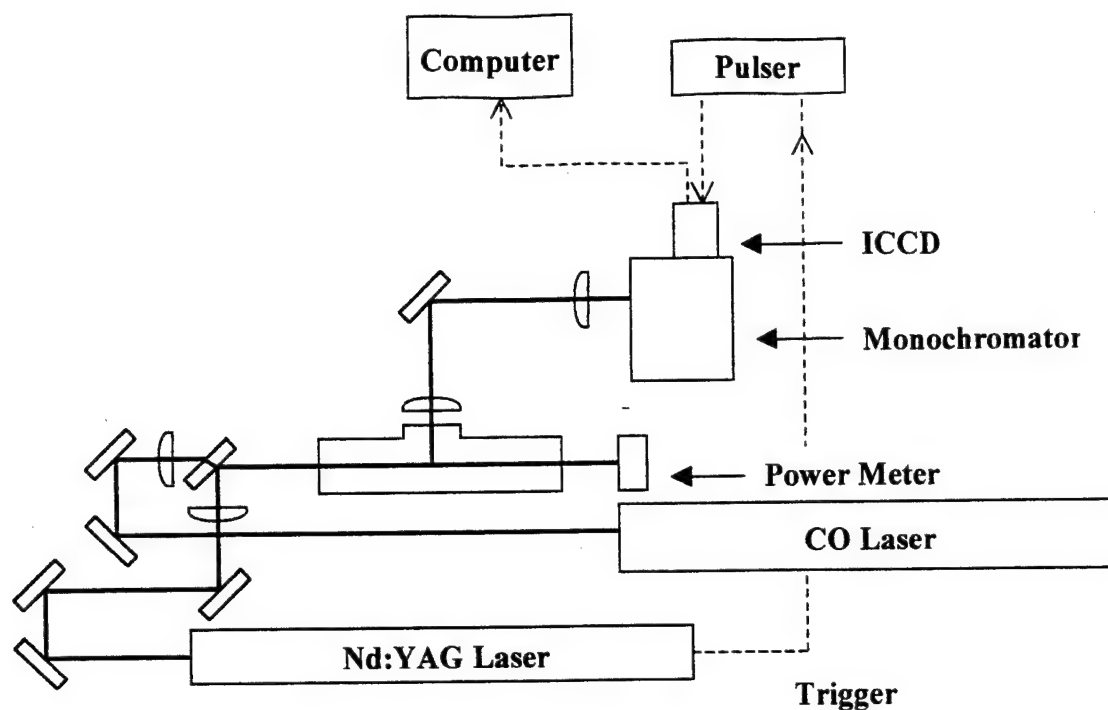 Computer
Pulser
ICCD
Monochromator
Power Meter
CO Laser
Nd:YAG Laser
Trigger